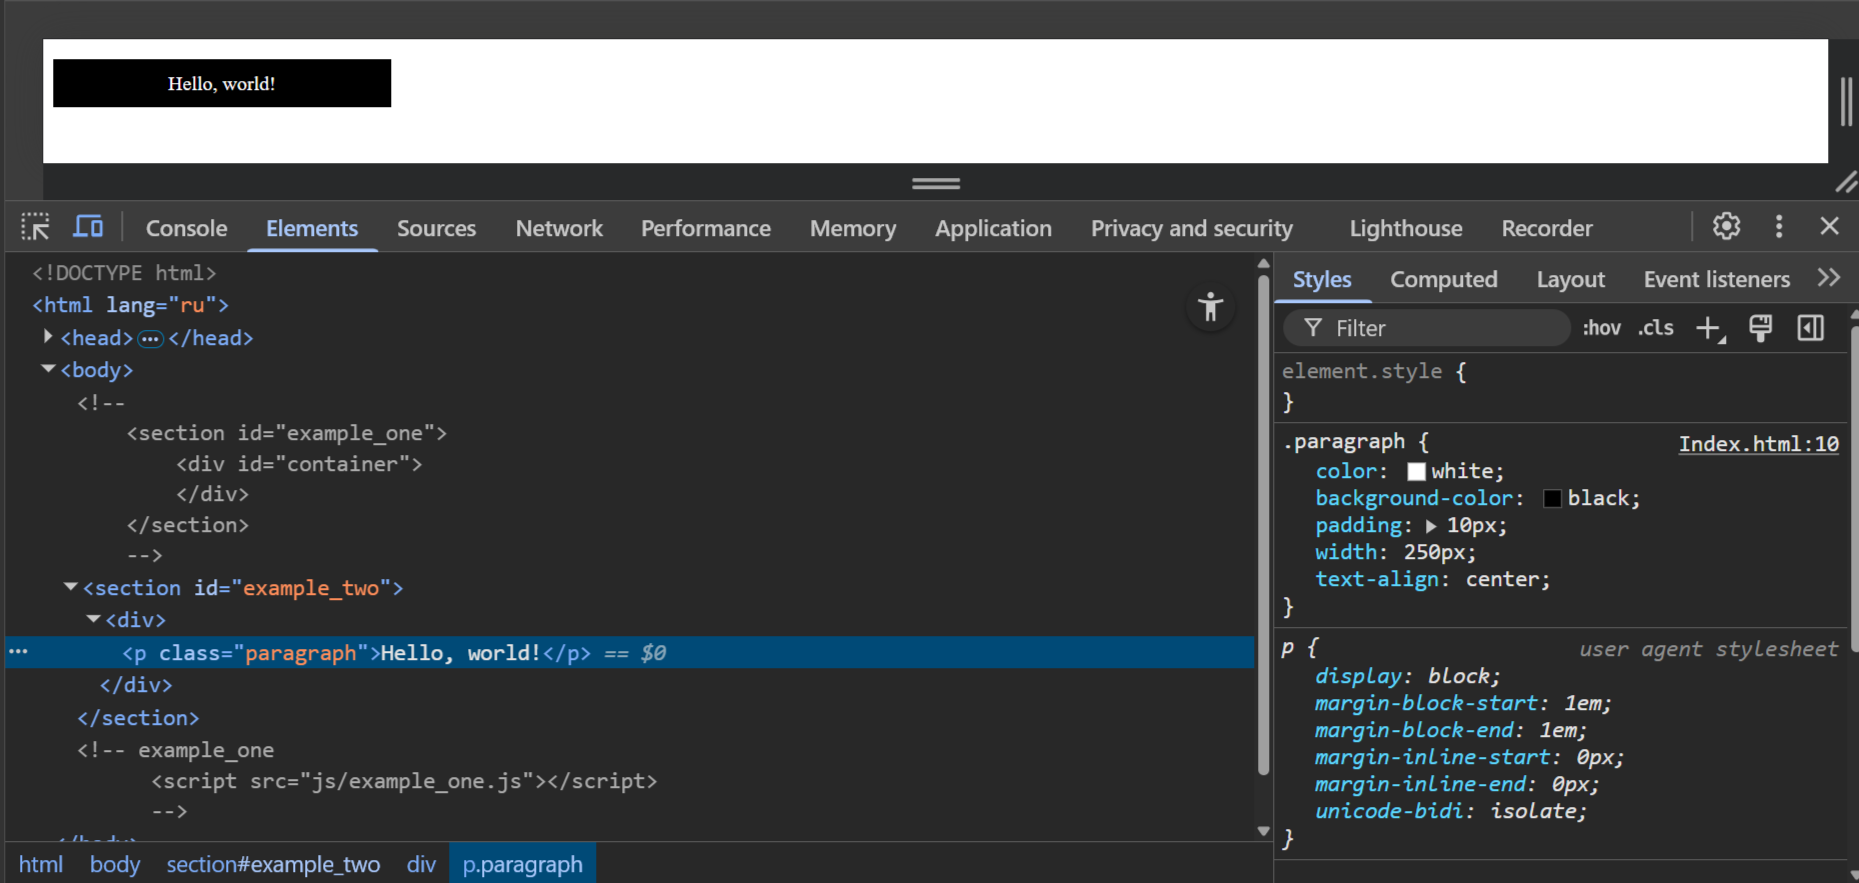 Hello, world!
Console Elements Sources Network Performance Memory Application Privacy and security Lighthouse Recorder
<!DOCTYPE html>
<html lang="ru">
<head> ⋯ </head>
<body>
<!--
<section id="example_one">
<div id="container">
</div>
</section>
-->
<section id="example_two">
<div>
<p class="paragraph">Hello, world!</p> == $0
</div>
</section>
<!-- example_one
<script src="js/example_one.js"></script>
-->
</body>
html body section#example_two div p.paragraph
Styles Computed Layout Event listeners
Filter :hov .cls
element.style {
}
.paragraph { Index.html:10
color: white;
background-color: black;
padding: 10px;
width: 250px;
text-align: center;
}
p { user agent stylesheet
display: block;
margin-block-start: 1em;
margin-block-end: 1em;
margin-inline-start: 0px;
margin-inline-end: 0px;
unicode-bidi: isolate;
}